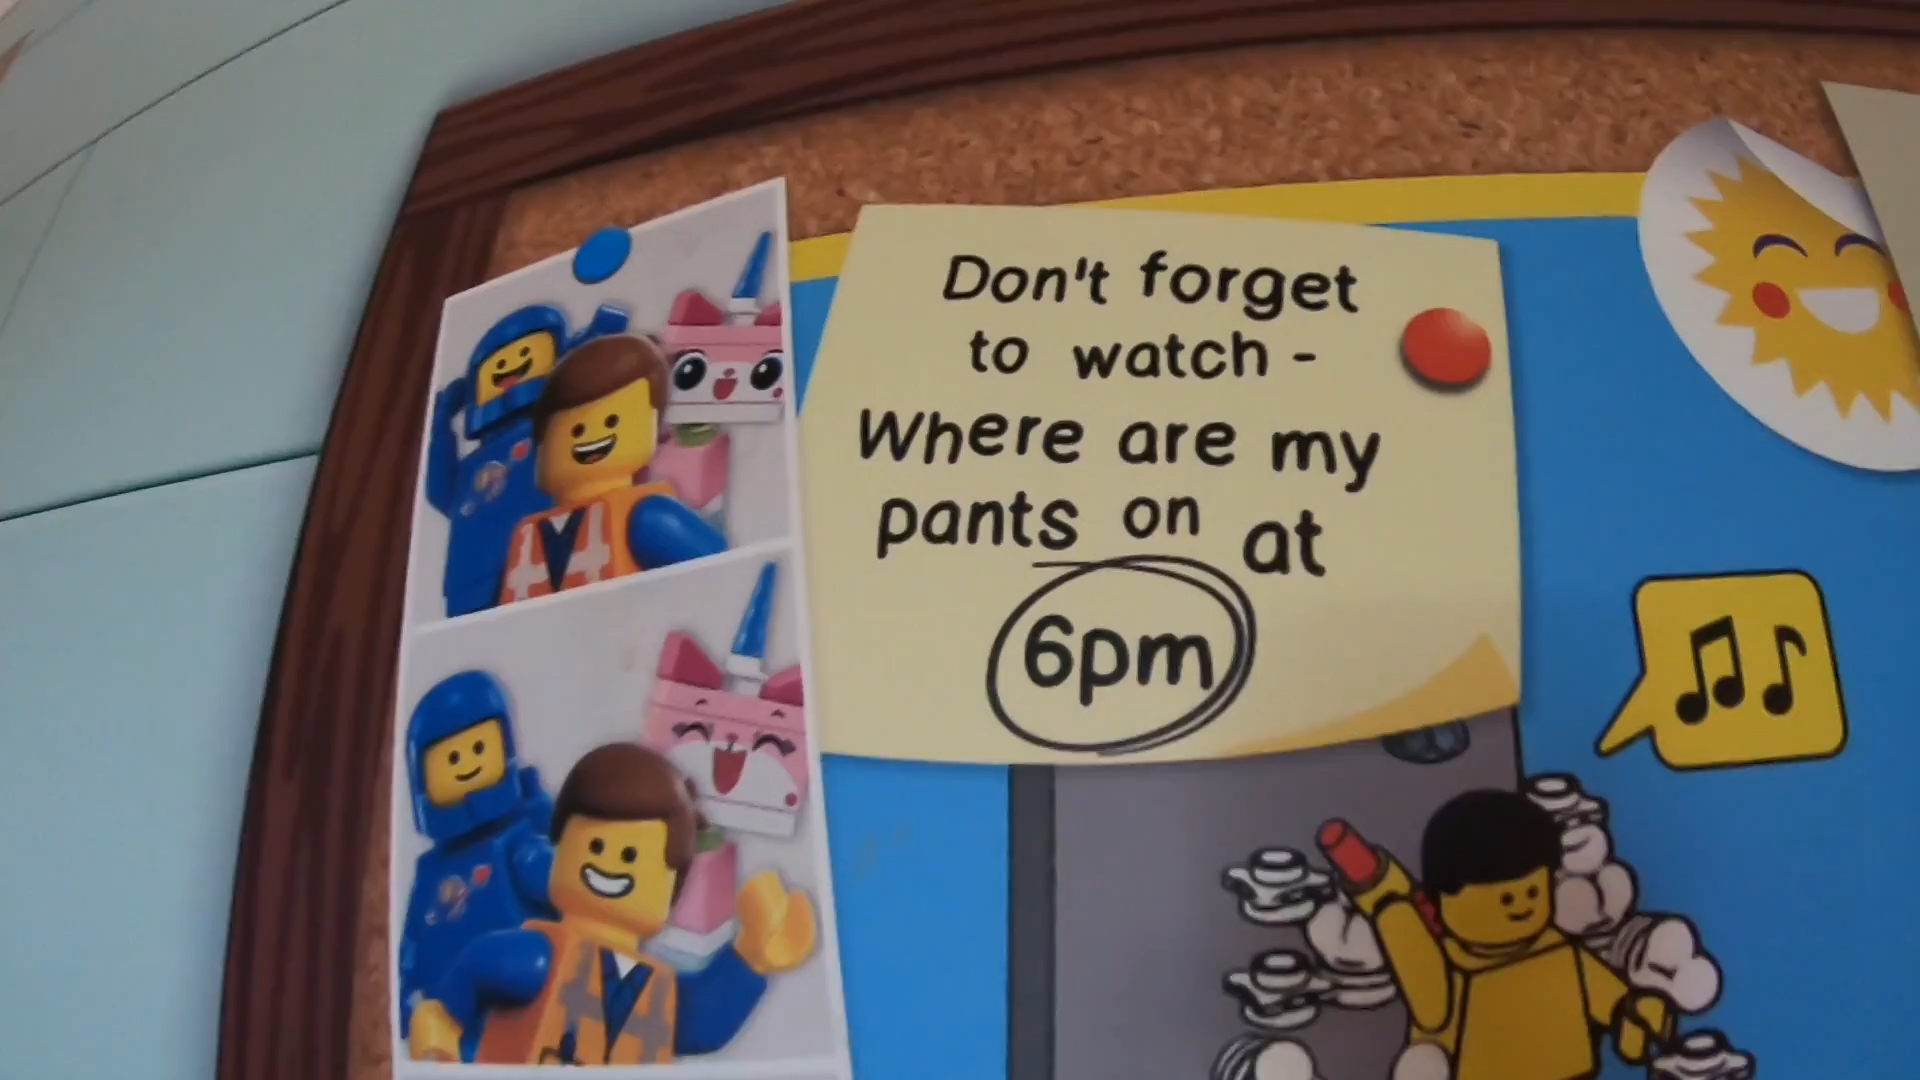 Don't forget
to watch -
Where are my
pants on at
6pm